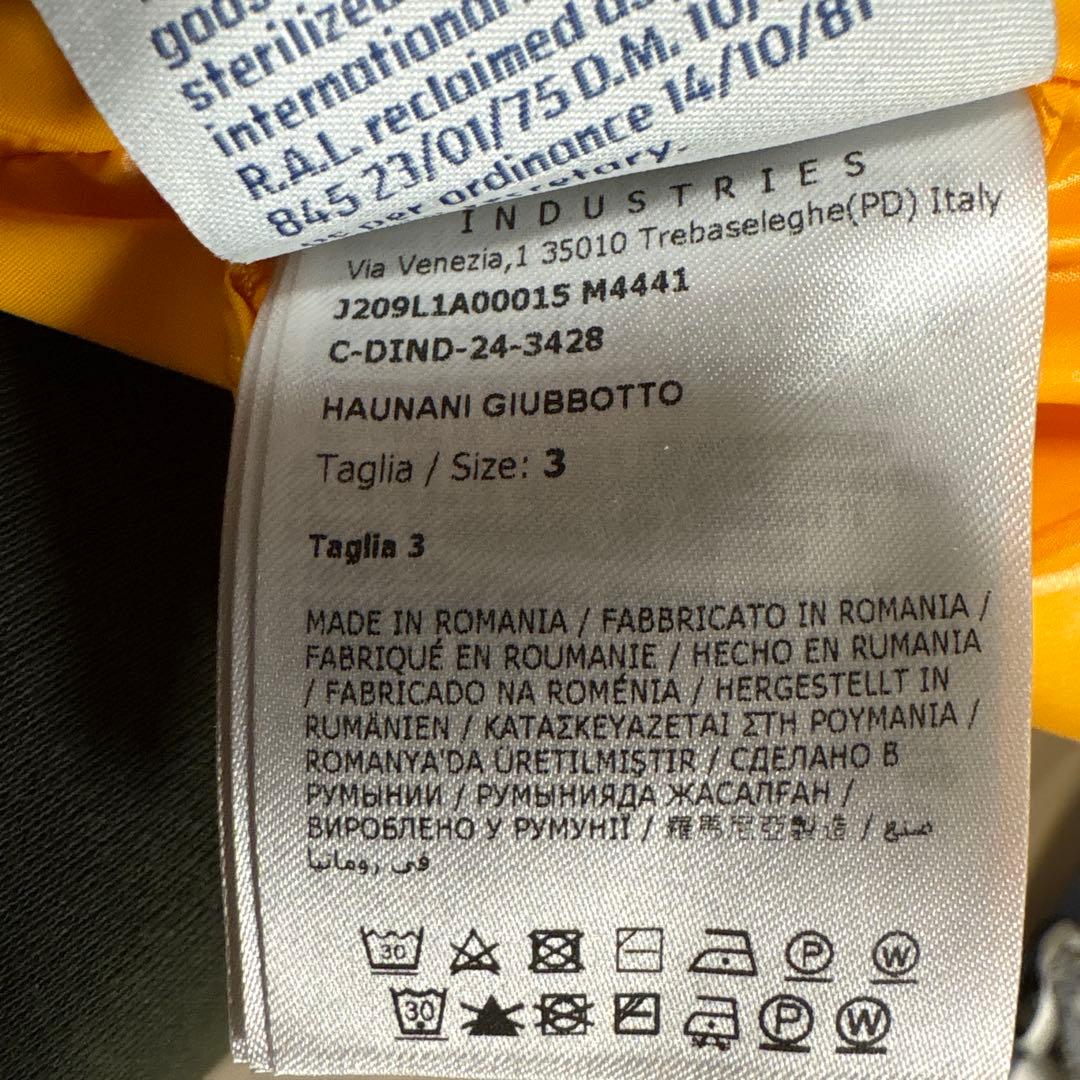 goods
sterilized
international
R.A.L. reclaimed
845 23/01/75 D.M. 10/
as per ordinance 14/10/81
INDUSTRIES
Via Venezia,1 35010 Trebaseleghe(PD) Italy
J209L1A00015 M4441
C-DIND-24-3428
HAUNANI GIUBBOTTO
Taglia / Size: 3
Taglia 3
MADE IN ROMANIA / FABBRICATO IN ROMANIA /
FABRIQUÉ EN ROUMANIE / HECHO EN RUMANIA
/ FABRICADO NA ROMÉNIA / HERGESTELLT IN
RUMÄNIEN / ΚΑΤΑΣΚΕΥΑΖΕΤΑΙ ΣΤΗ ΡΟΥΜΑΝΙΑ /
ROMANYA'DA ÜRETILMIŞTIR / СДЕЛАНО В
РУМЫНИИ / РУМЫНИЯДА ЖАСАЛҒАН /
ВИРОБЛЕНО У РУМУНІЇ / 羅馬尼亞製造 / صنع
في رومانيا
30 P W
30 P W